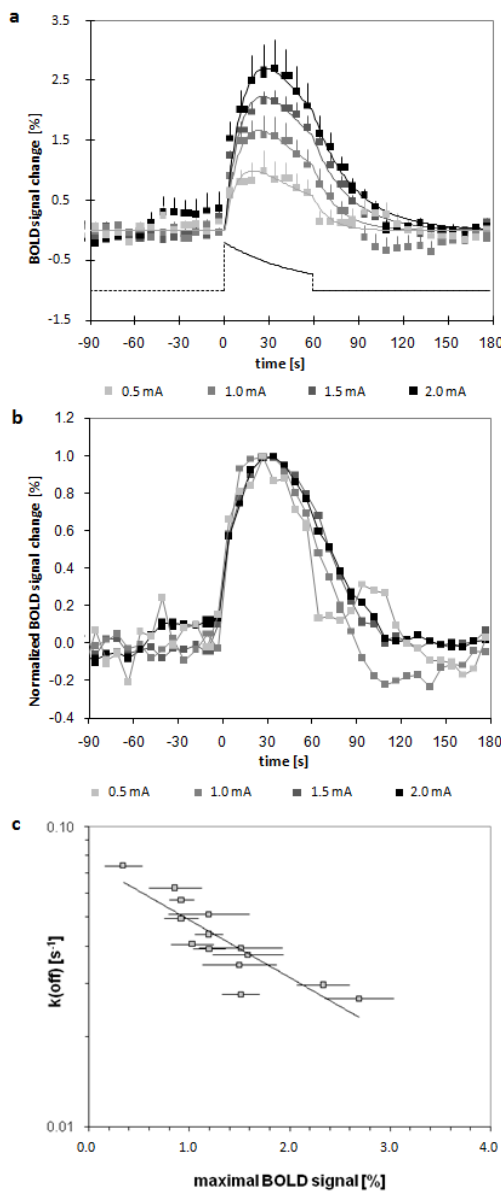 a
3.5
2.5
1.5
0.5
-0.5
-1.5
BOLD signal change [%]
-90 -60 -30 0 30 60 90 120 150 180
time [s]
0.5 mA 1.0 mA 1.5 mA 2.0 mA
b
1.2
1.0
0.8
0.6
0.4
0.2
0.0
-0.2
-0.4
Normalized BOLD signal change [%]
-90 -60 -30 0 30 60 90 120 150 180
time [s]
0.5 mA 1.0 mA 1.5 mA 2.0 mA
c
0.10
k(off) [s-1]
0.01
0.0 1.0 2.0 3.0 4.0
maximal BOLD signal [%]